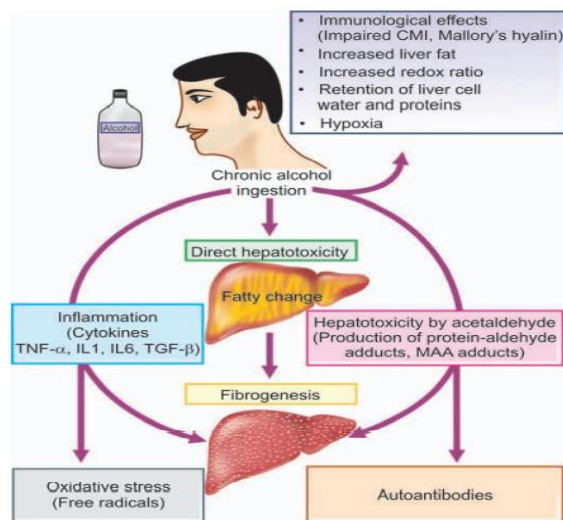 • Immunological effects
(Impaired CMI, Mallory's hyalin)
• Increased liver fat
• Increased redox ratio
• Retention of liver cell
water and proteins
• Hypoxia
Alcohol
Chronic alcohol
ingestion
Direct hepatotoxicity
Fatty change
Inflammation
(Cytokines
TNF-α, IL1, IL6, TGF-β)
Hepatotoxicity by acetaldehyde
(Production of protein-aldehyde
adducts, MAA adducts)
Fibrogenesis
Oxidative stress
(Free radicals)
Autoantibodies